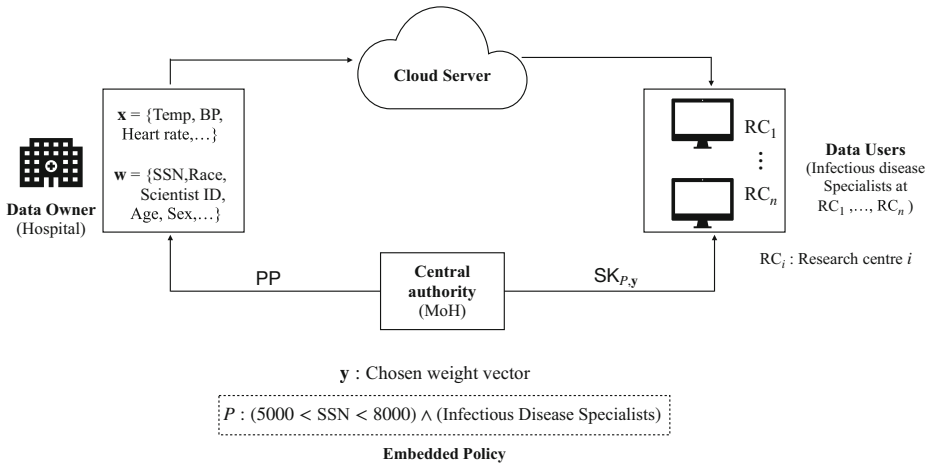 Cloud Server
x = {Temp, BP,
Heart rate,…}
w = {SSN,Race,
Scientist ID,
Age, Sex,…}
Data Owner
(Hospital)
RC₁
⋮
RCₙ
Data Users
(Infectious disease
Specialists at
RC₁ ,…, RCₙ )
RCᵢ : Research centre i
PP
Central
authority
(MoH)
SK_{P,y}
y : Chosen weight vector
P : (5000 < SSN < 8000) ∧ (Infectious Disease Specialists)
Embedded Policy